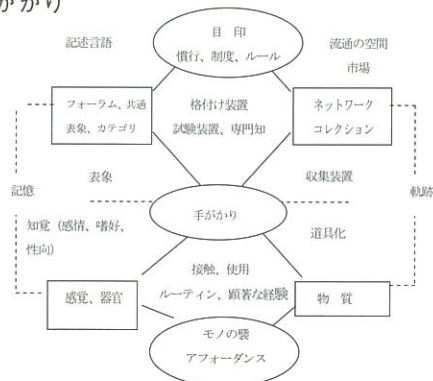 がかり
目 印
記述言語
慣行、制度、ルール
流通の空間
市場
フォーラム、共通
表象、カテゴリ
格付け装置
試験装置、専門知
ネットワーク
コレクション
表象
収集装置
記憶
手がかり
軌跡
知覚（感情、嗜好、
性向）
道具化
接触、使用
ルーティン、顕著な経験
感覚、器官
物 質
モノの襞
アフォーダンス